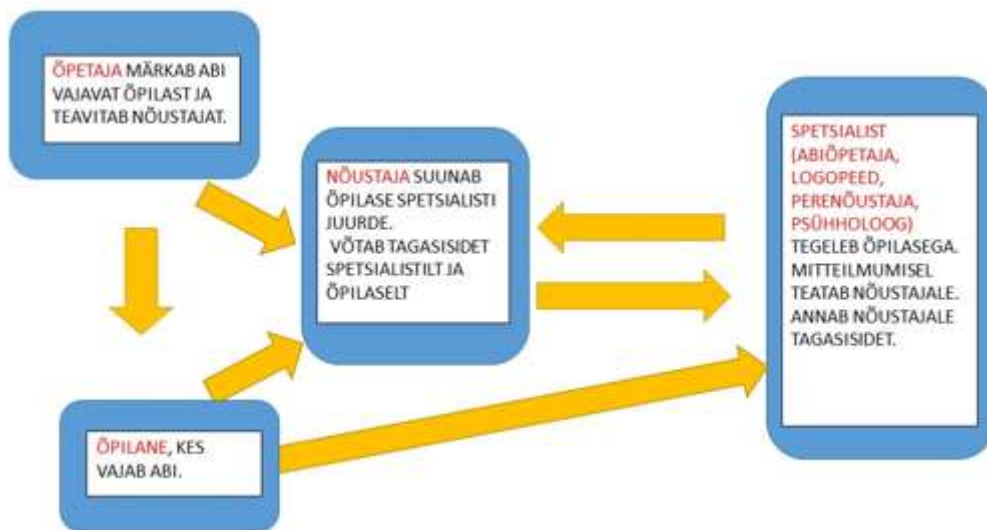 ÕPETAJA MÄRKAB ABI
VAJAVAT ÕPILAST JA
TEAVITAB NÕUSTAJAT.
NÕUSTAJA SUUNAB
ÕPILASE SPETSIALISTI
JUURDE.
VÕTAB TAGASISIDET
SPETSIALISTILT JA
ÕPILASELT
SPETSIALIST
(ABIÕPETAJA,
LOGOPEED,
PERENÕUSTAJA,
PSÜHHOLOOG)
TEGELEB ÕPILASEGA.
MITTEILMUMISEL
TEATAB NÕUSTAJALE.
ANNAB NÕUSTAJALE
TAGASISIDET.
ÕPILANE, KES
VAJAB ABI.